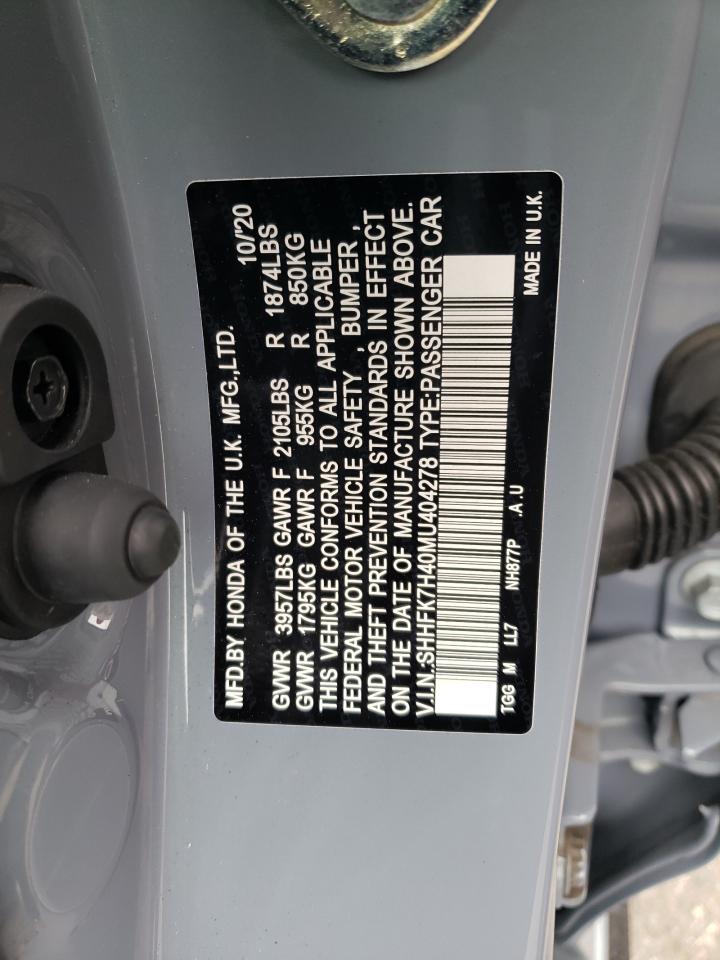 MFD.BY HONDA OF THE U.K. MFG.,LTD. 10/'20
GVWR 3957LBS GAWR F 2105LBS R 1874LBS
GVWR 1795KG GAWR F 955KG R 850KG
THIS VEHICLE CONFORMS TO ALL APPLICABLE
FEDERAL MOTOR VEHICLE SAFETY , BUMPER ,
AND THEFT PREVENTION STANDARDS IN EFFECT
ON THE DATE OF MANUFACTURE SHOWN ABOVE.
V.I.N.:SHHFK7H40MU404278 TYPE:PASSENGER CAR
TGG M LL7 NH877P .A.U MADE IN U.K.